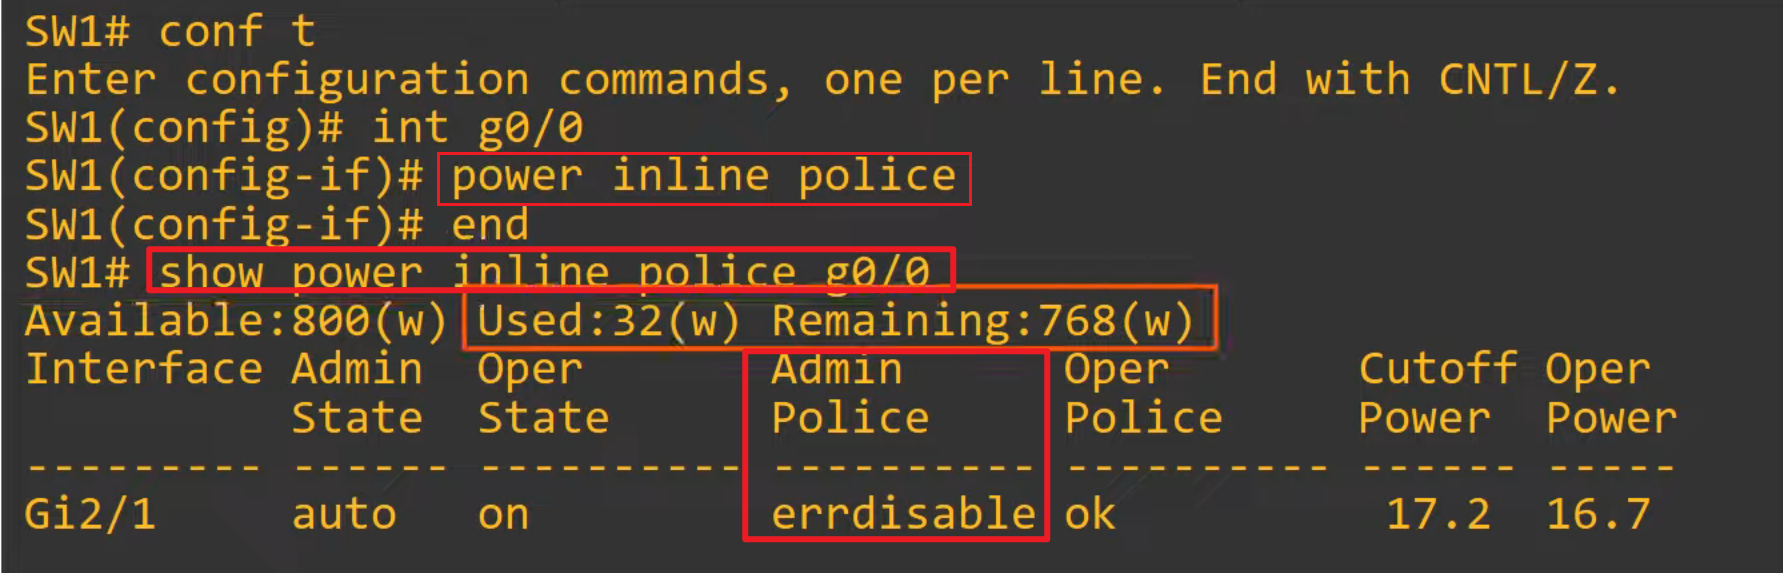 SW1# conf t
Enter configuration commands, one per line. End with CNTL/Z.
SW1(config)# int g0/0
SW1(config-if)# power inline police
SW1(config-if)# end
SW1# show power inline police g0/0
Available:800(w) Used:32(w) Remaining:768(w)
Interface Admin Oper Admin Oper Cutoff Oper
State State Police Police Power Power
--------- ------ ---------- ---------- ---------- ------ -----
Gi2/1 auto on errdisable ok 17.2 16.7